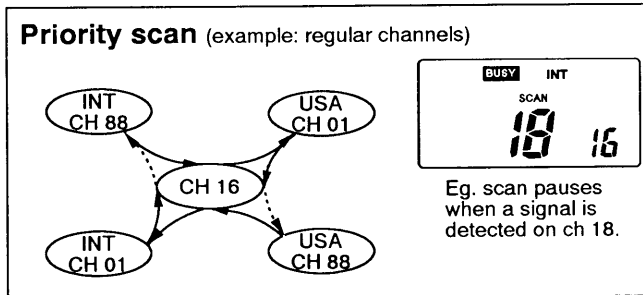 Priority scan (example: regular channels)
INT
CH 88
USA
CH 01
CH 16
INT
CH 01
USA
CH 88
BUSY INT
SCAN
18 16
Eg. scan pauses
when a signal is
detected on ch 18.